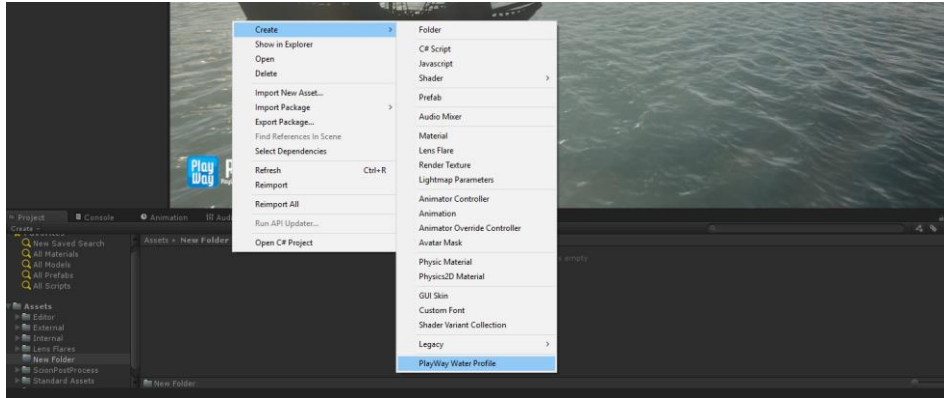 Create
Show in Explorer
Open
Delete
Import New Asset...
Import Package
Export Package...
Find References In Scene
Select Dependencies
Refresh Ctrl+R
Reimport
Reimport All
Run API Updater...
Open C# Project
Folder
C# Script
Javascript
Shader
Prefab
Audio Mixer
Material
Lens Flare
Render Texture
Lightmap Parameters
Animator Controller
Animation
Animator Override Controller
Avatar Mask
Physic Material
Physics2D Material
GUI Skin
Custom Font
Shader Variant Collection
Legacy
PlayWay Water Profile
Play
Way
Project Console Animation
Create
New Saved Search
All Materials
All Models
All Prefabs
All Scripts
Assets
Editor
External
Internal
Lens Flares
New Folder
ScionPostProcess
Standard Assets
Assets New Folder
empty
New Folder